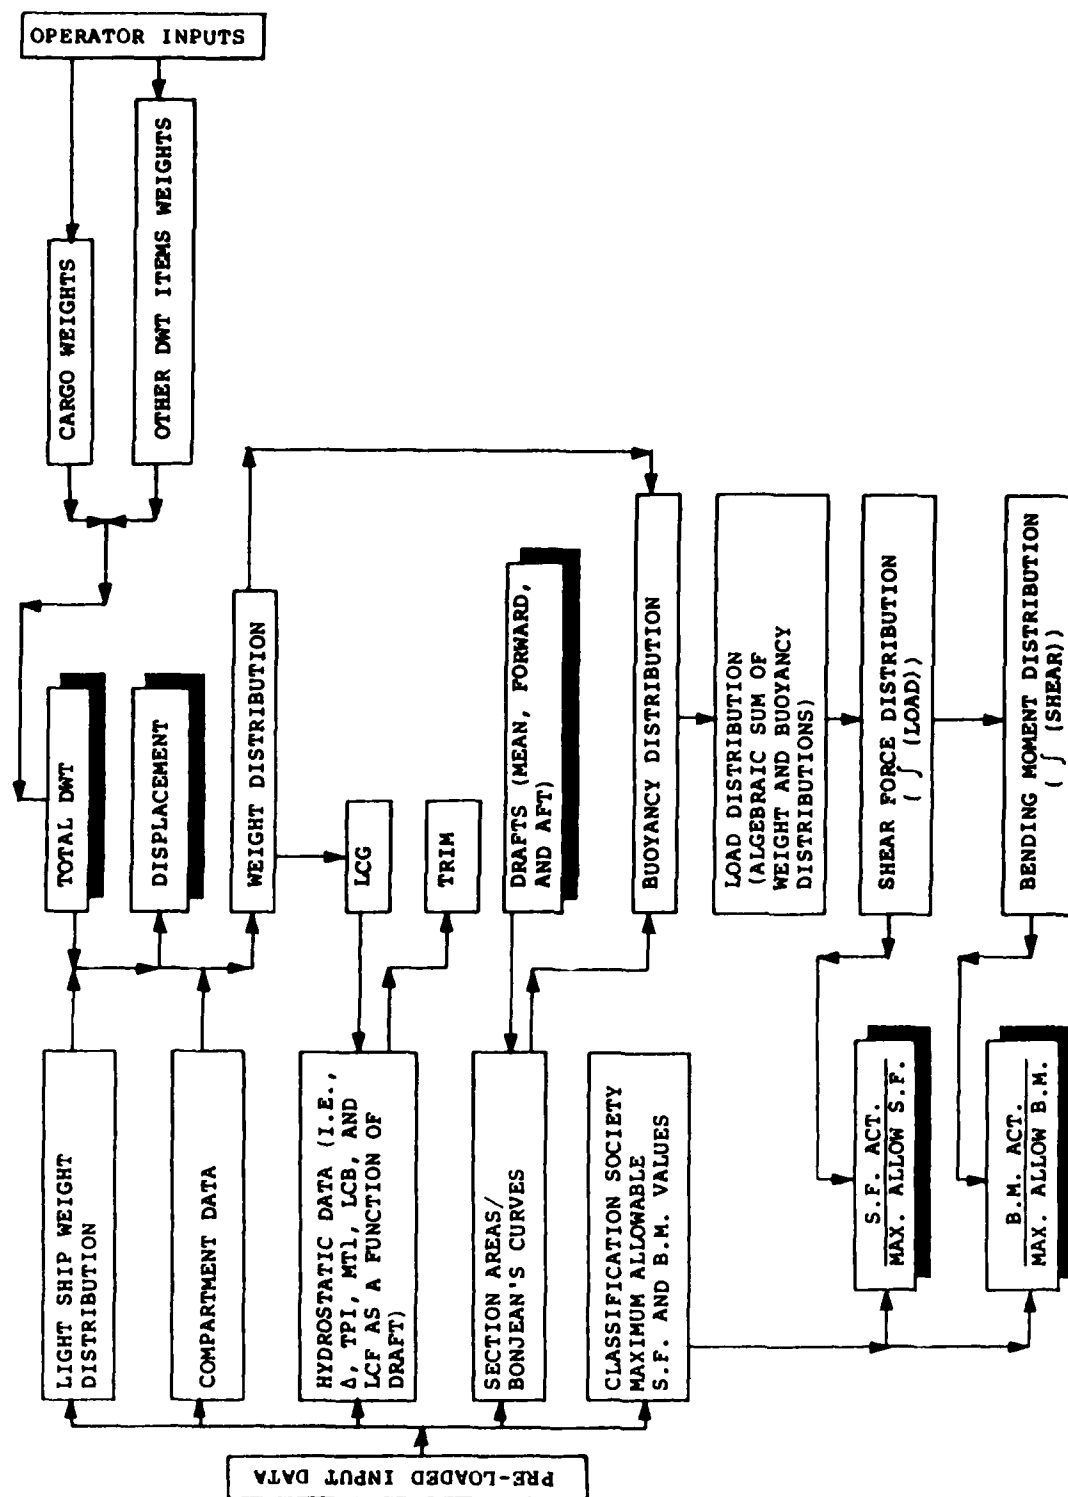 OPERATOR INPUTS
CARGO WEIGHTS
OTHER DWT ITEMS WEIGHTS
TOTAL DWT
DISPLACEMENT
WEIGHT DISTRIBUTION
LCG
TRIM
DRAFTS (MEAN, FORWARD,
AND AFT)
BUOYANCY DISTRIBUTION
LOAD DISTRIBUTION
(ALGEBRAIC SUM OF
WEIGHT AND BUOYANCY
DISTRIBUTIONS)
SHEAR FORCE DISTRIBUTION
( ∫ (LOAD))
BENDING MOMENT DISTRIBUTION
( ∫ (SHEAR))
LIGHT SHIP WEIGHT
DISTRIBUTION
COMPARTMENT DATA
HYDROSTATIC DATA (I.E.,
Δ, TPI, MT1, LCB, AND
LCF AS A FUNCTION OF
DRAFT)
SECTION AREAS/
BONJEAN'S CURVES
CLASSIFICATION SOCIETY
MAXIMUM ALLOWABLE
S.F. AND B.M. VALUES
S.F. ACT.
MAX. ALLOW S.F.
B.M. ACT.
MAX. ALLOW B.M.
PRE-LOADED INPUT DATA